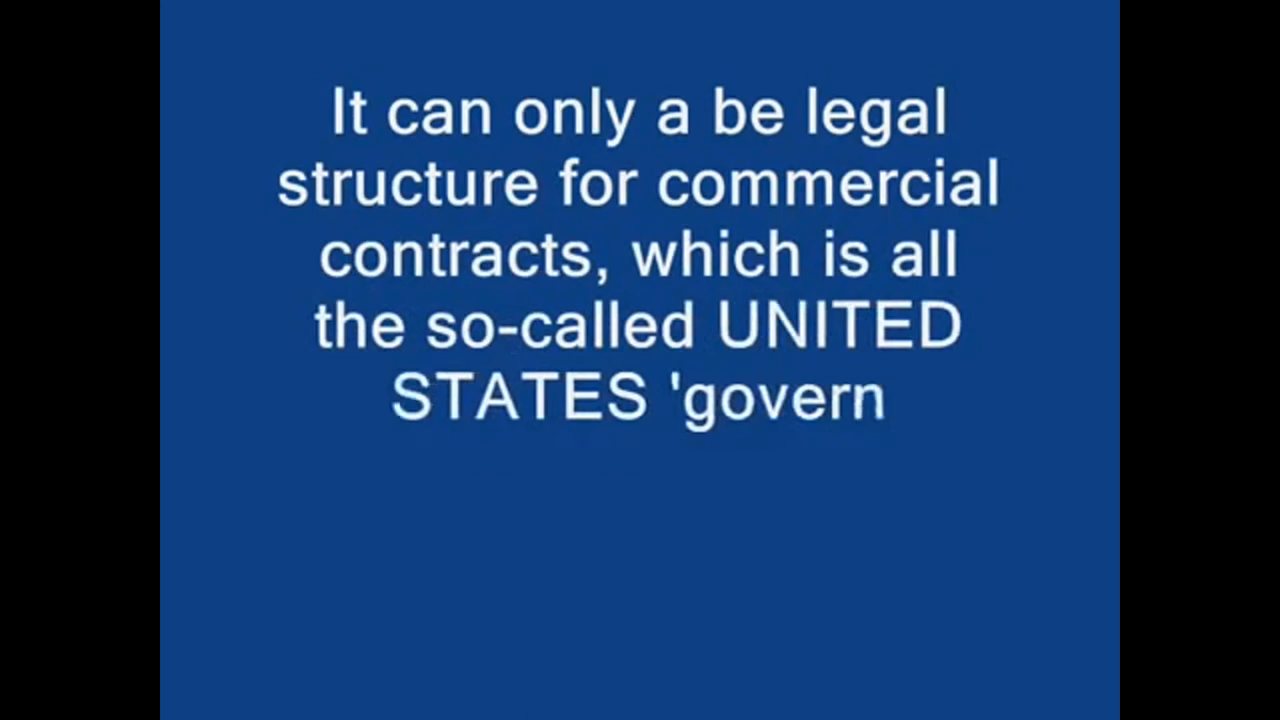 It can only a be legal
structure for commercial
contracts, which is all
the so-called UNITED
STATES 'govern